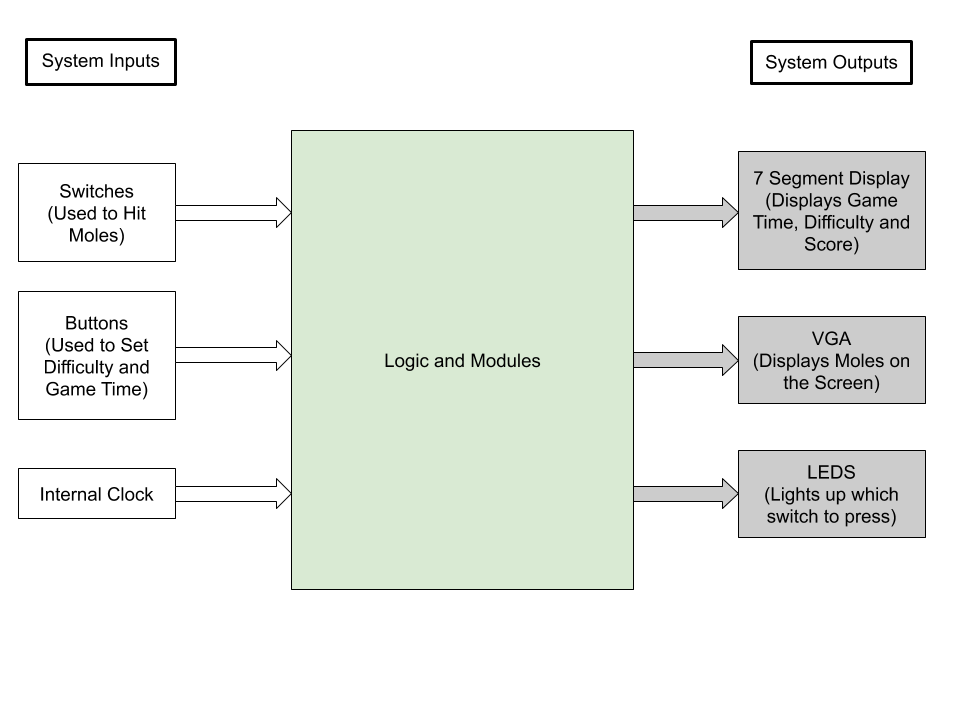 System Inputs
System Outputs
Switches
(Used to Hit
Moles)
Buttons
(Used to Set
Difficulty and
Game Time)
Internal Clock
Logic and Modules
7 Segment Display
(Displays Game
Time, Difficulty and
Score)
VGA
(Displays Moles on
the Screen)
LEDS
(Lights up which
switch to press)